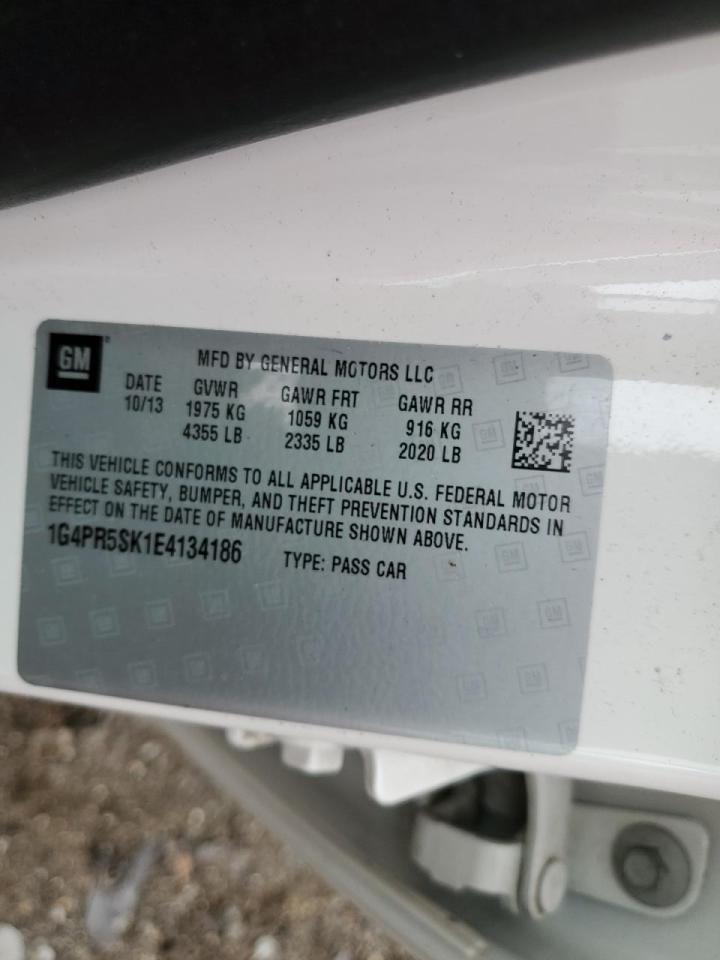 GM
MFD BY GENERAL MOTORS LLC
DATE GVWR GAWR FRT GAWR RR
10/13 1975 KG 1059 KG 916 KG
4355 LB 2335 LB 2020 LB
THIS VEHICLE CONFORMS TO ALL APPLICABLE U.S. FEDERAL MOTOR
VEHICLE SAFETY, BUMPER, AND THEFT PREVENTION STANDARDS IN
EFFECT ON THE DATE OF MANUFACTURE SHOWN ABOVE.
1G4PR5SK1E4134186 TYPE: PASS CAR